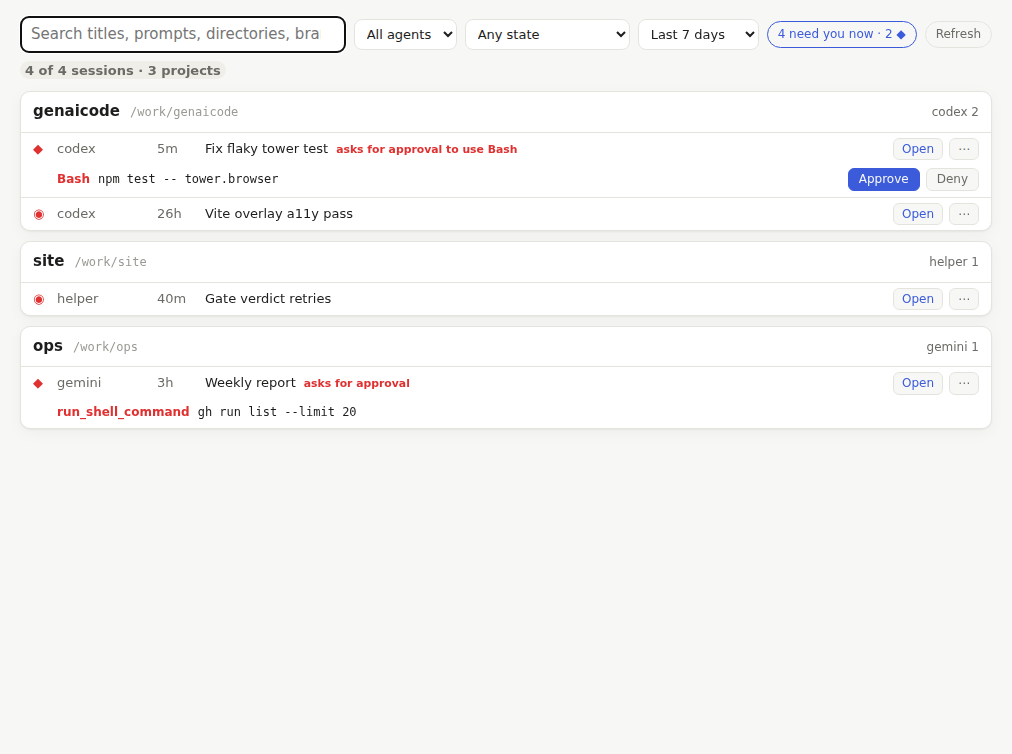 Search titles, prompts, directories, bra All agents Any state Last 7 days 4 need you now · 2 ◆ Refresh
4 of 4 sessions · 3 projects
genaicode /work/genaicode codex 2
◆ codex 5m Fix flaky tower test asks for approval to use Bash Open ···
Bash npm test -- tower.browser Approve Deny
◉ codex 26h Vite overlay a11y pass Open ···
site /work/site helper 1
◉ helper 40m Gate verdict retries Open ···
ops /work/ops gemini 1
◆ gemini 3h Weekly report asks for approval Open ···
run_shell_command gh run list --limit 20